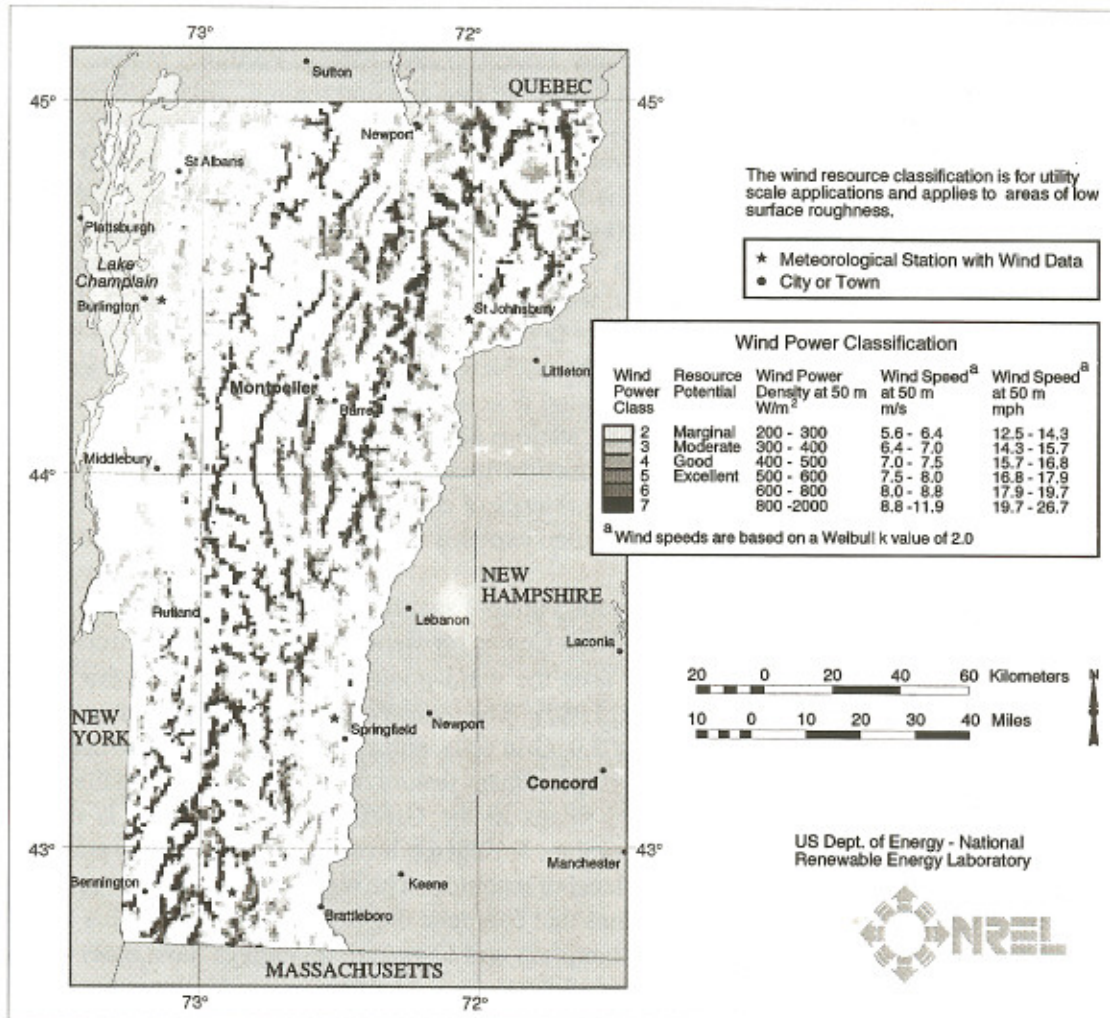 73°
72°
Sutton
QUEBEC
45°
45°
Newport
St Albans
Plattsburgh
Lake
Champlain
Burlington
St Johnsbury
Montpelier
Barre
Littleton
Middlebury
44°
NEW
HAMPSHIRE
Rutland
Lebanon
Laconia
NEW
YORK
Newport
Springfield
Concord
43°
43°
Manchester
Bennington
Keene
Brattleboro
MASSACHUSETTS
73°
72°
The wind resource classification is for utility
scale applications and applies to areas of low
surface roughness.
★ Meteorological Station with Wind Data
• City or Town
Wind Power Classification
Wind Power Class | Resource Potential | Wind Power Density at 50 m W/m² | Wind Speed a at 50 m m/s | Wind Speed a at 50 m mph
2 Marginal 200 - 300 5.6 - 6.4 12.5 - 14.3
3 Moderate 300 - 400 6.4 - 7.0 14.3 - 15.7
4 Good 400 - 500 7.0 - 7.5 15.7 - 16.8
5 Excellent 500 - 600 7.5 - 8.0 16.8 - 17.9
6 600 - 800 8.0 - 8.8 17.9 - 19.7
7 800 -2000 8.8 -11.9 19.7 - 26.7
a Wind speeds are based on a Weibull k value of 2.0
20 0 20 40 60 Kilometers
10 0 10 20 30 40 Miles
N
US Dept. of Energy - National
Renewable Energy Laboratory
NREL